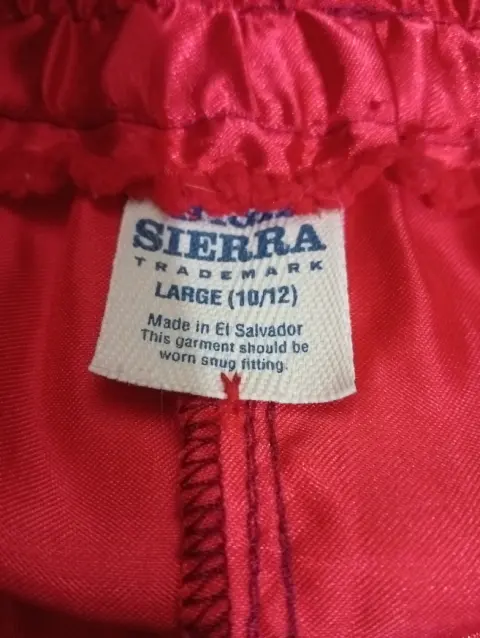 SIERRA
TRADEMARK
LARGE (10/12)
Made in El Salvador
This garment should be
worn snug fitting.